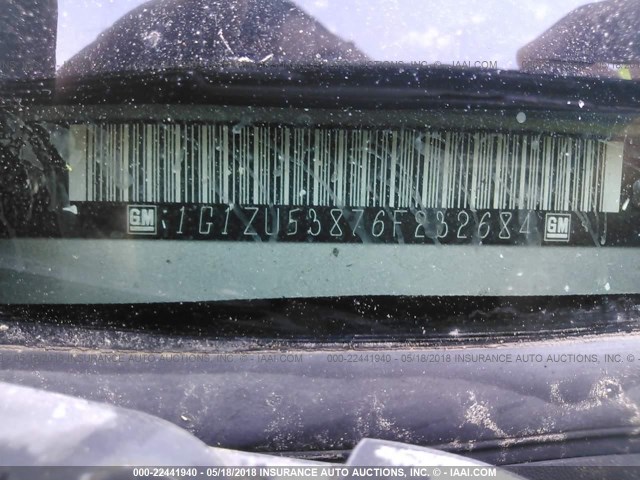 - © IAAI.COM
GM 1G1ZU53876F232684 GM
000-22441940 - 05/18/2018 INSURANCE AUTO AUCTIONS, INC.
000-22441940 - 05/18/2018 INSURANCE AUTO AUCTIONS, INC. - © IAAI.COM